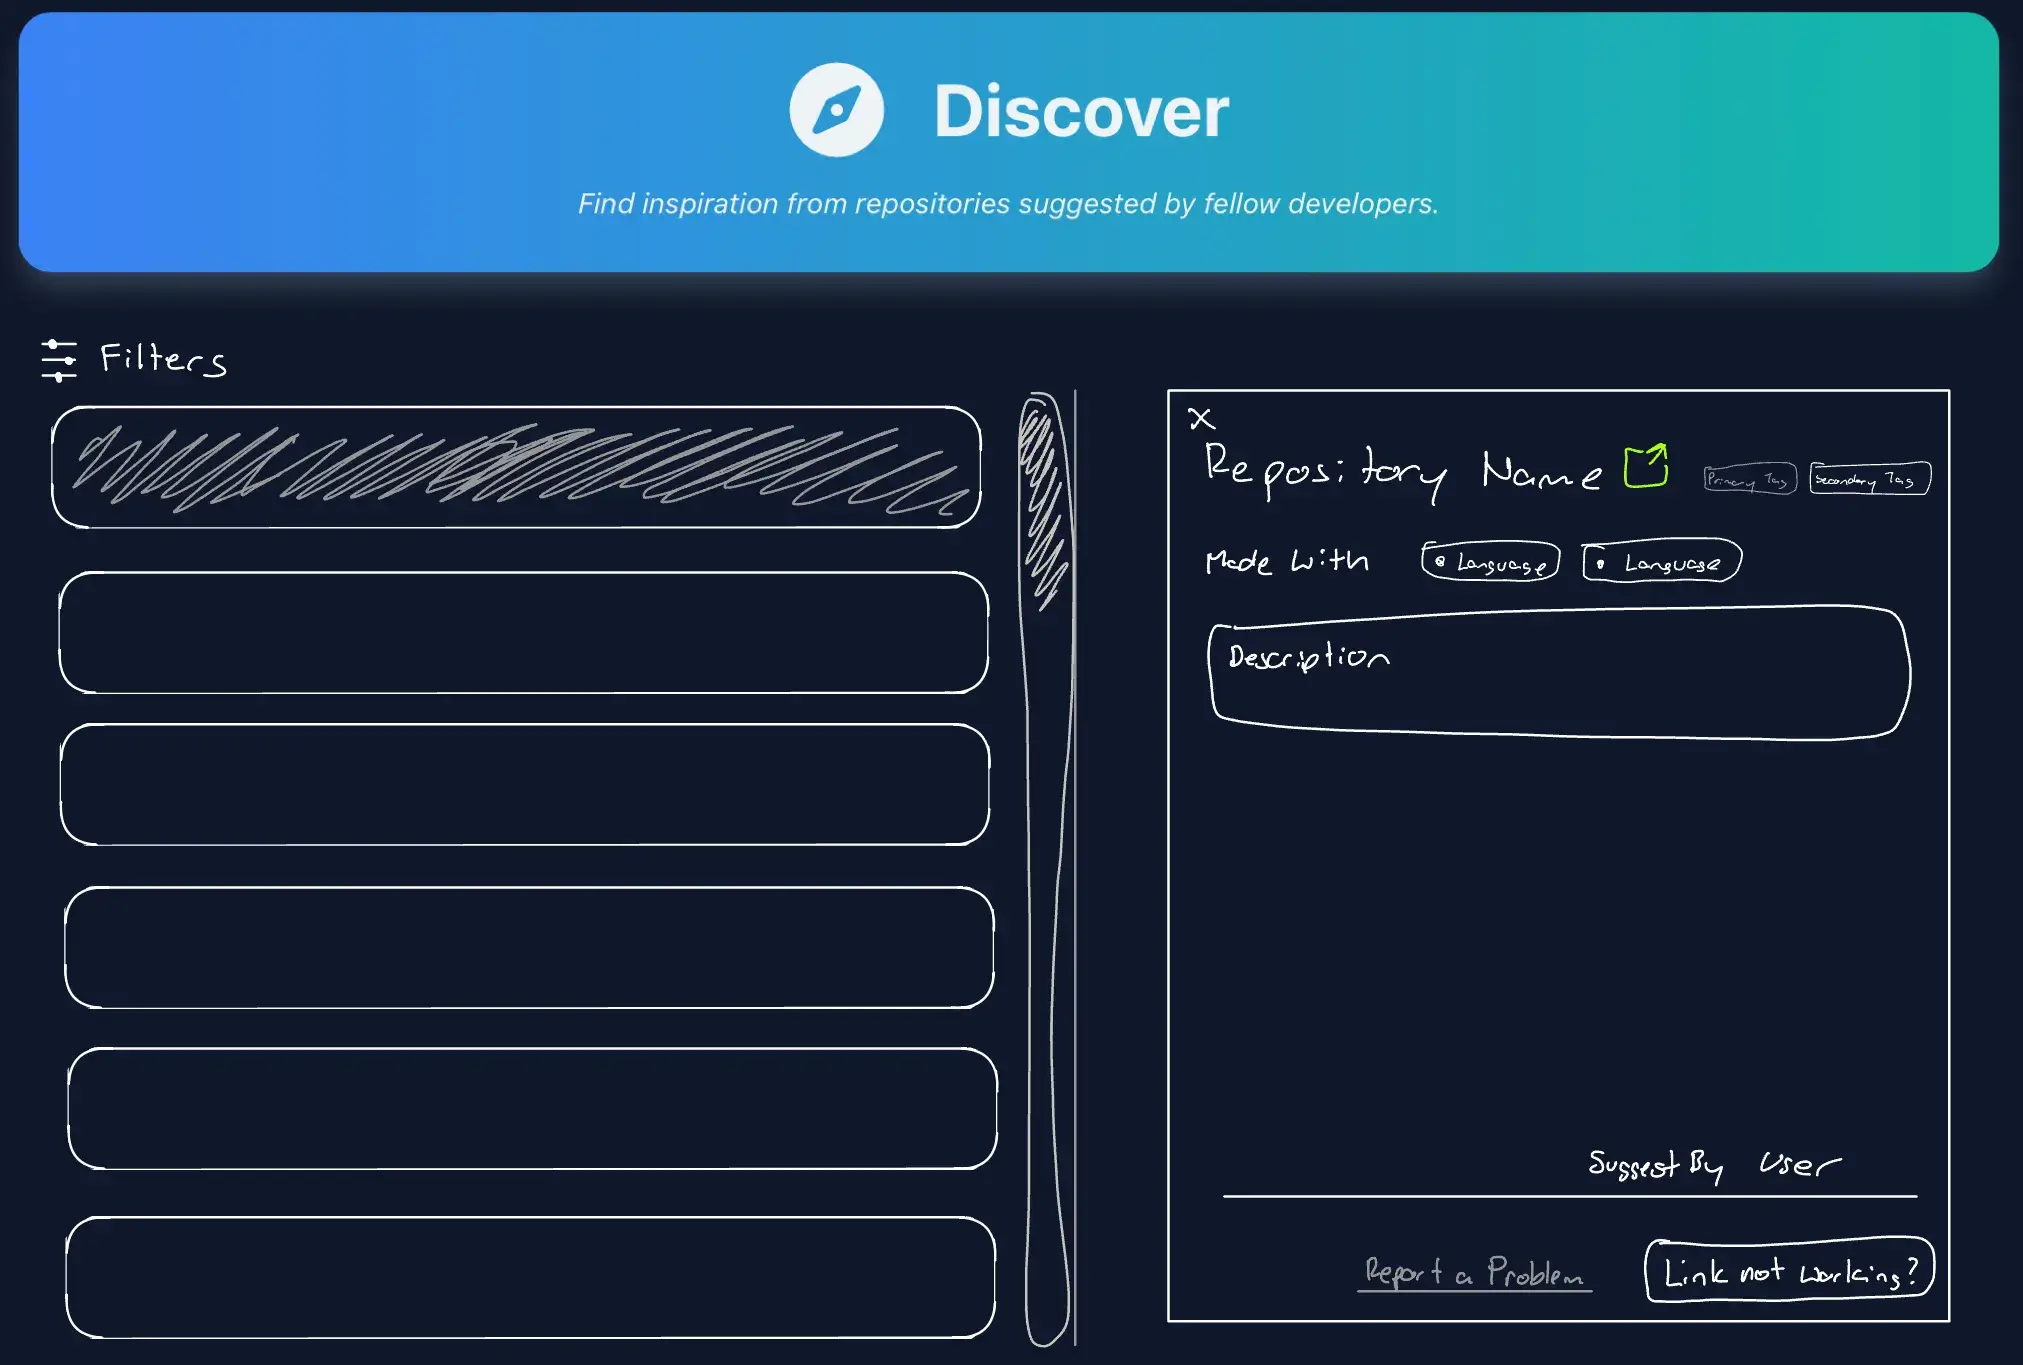 Discover
Find inspiration from repositories suggested by fellow developers.
Filters
X
Repository Name
Primary Tag
Secondary Tag
Made With
Language
Language
Description
Suggest By User
Report a Problem
Link not working?